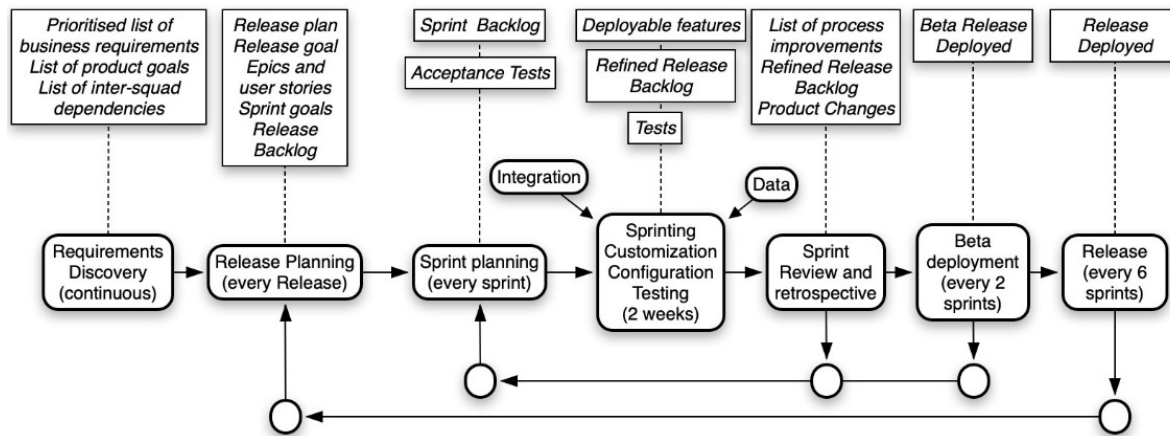 Prioritised list of
business requirements
List of product goals
List of inter-squad
dependencies
Release plan
Release goal
Epics and
user stories
Sprint goals
Release
Backlog
Sprint Backlog
Acceptance Tests
Deployable features
Refined Release
Backlog
Tests
List of process
improvements
Refined Release
Backlog
Product Changes
Beta Release
Deployed
Release
Deployed
Integration
Data
Requirements
Discovery
(continuous)
Release Planning
(every Release)
Sprint planning
(every sprint)
Sprinting
Customization
Configuration
Testing
(2 weeks)
Sprint
Review and
retrospective
Beta
deployment
(every 2
sprints)
Release
(every 6
sprints)